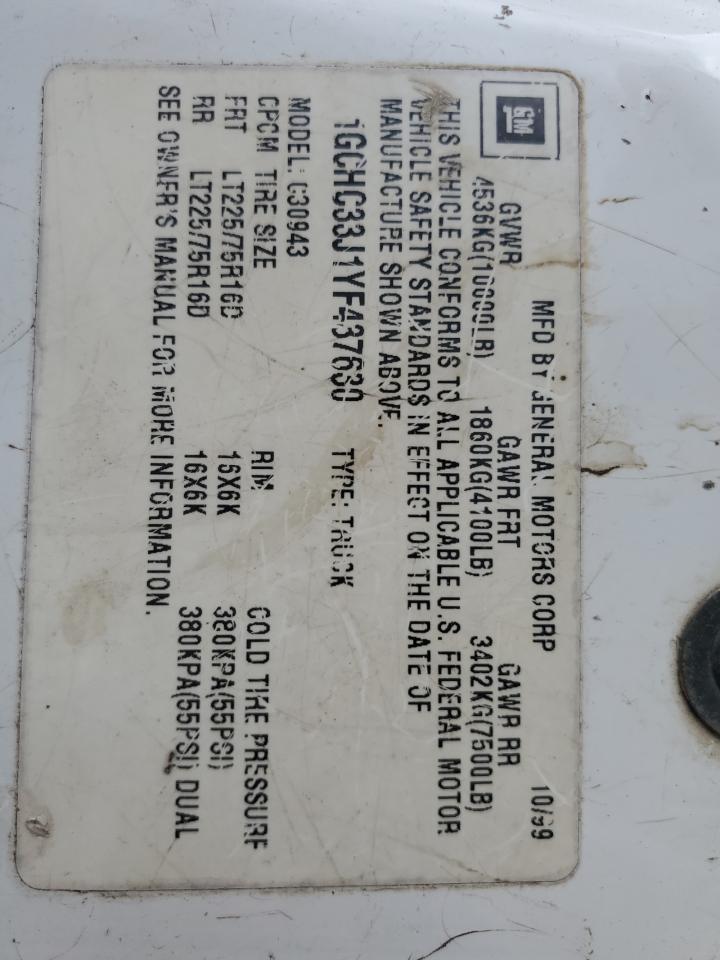 GM
MFD BY GENERAL MOTORS CORP 10/99
GVWR GAWR FRT GAWR RR
4536KG(10000LB) 1860KG(4100LB) 3402KG(7500LB)
THIS VEHICLE CONFORMS TO ALL APPLICABLE U.S. FEDERAL MOTOR
VEHICLE SAFETY STANDARDS IN EFFECT ON THE DATE OF
MANUFACTURE SHOWN ABOVE.
1GCHC33J1YF437630 TYPE: TRUCK
MODEL: C30943
CPCM TIRE SIZE RIM COLD TIRE PRESSURE
FRT LT225/75R16D 16X6K 380KPA(55PSI)
RR LT225/75R16D 16X6K 380KPA(55PSI) DUAL
SEE OWNER'S MANUAL FOR MORE INFORMATION.